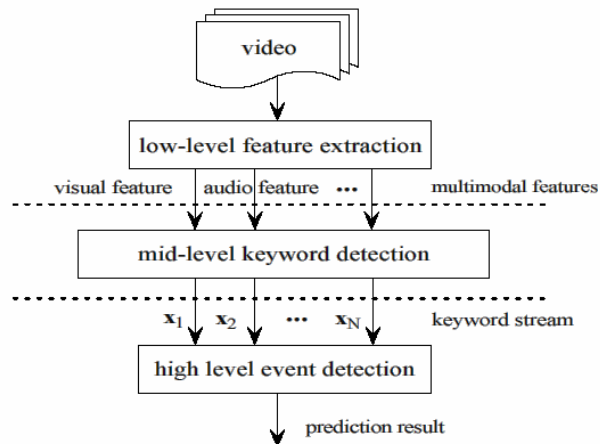 video
low-level feature extraction
visual feature audio feature ... multimodal features
mid-level keyword detection
x1 x2 ... xN keyword stream
high level event detection
prediction result